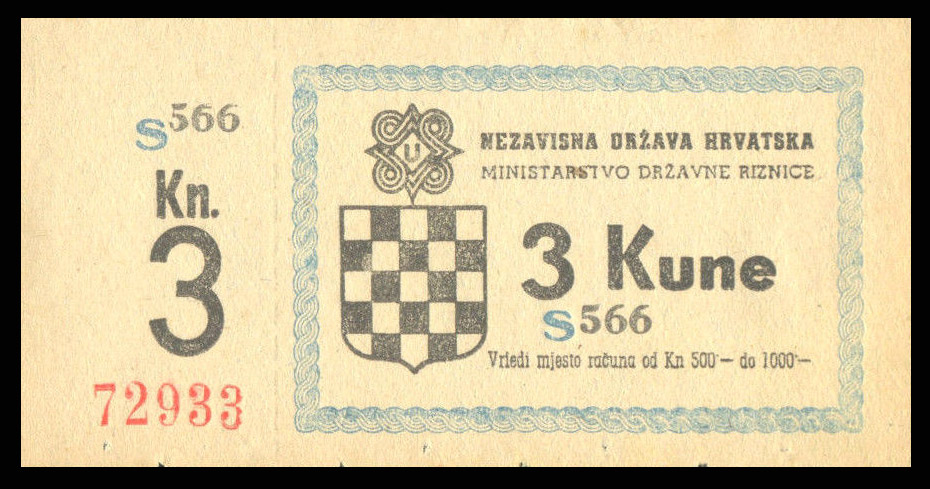 S566
Kn.
3
72933
U
NEZAVISNA DRŽAVA HRVATSKA
MINISTARSTVO DRŽAVNE RIZNICE
3 Kune
S566
Vriedi mjesto računa od Kn 500·— do 1000·—